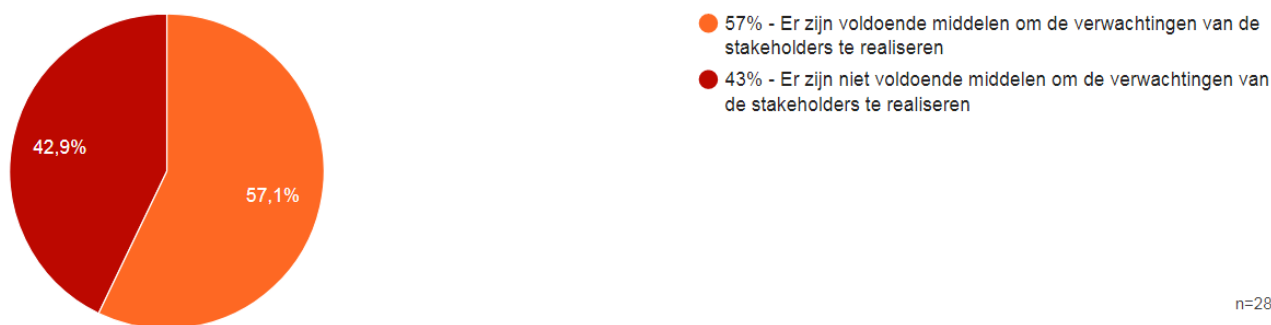 57% - Er zijn voldoende middelen om de verwachtingen van de
stakeholders te realiseren
43% - Er zijn niet voldoende middelen om de verwachtingen van
de stakeholders te realiseren
42,9%
57,1%
n=28